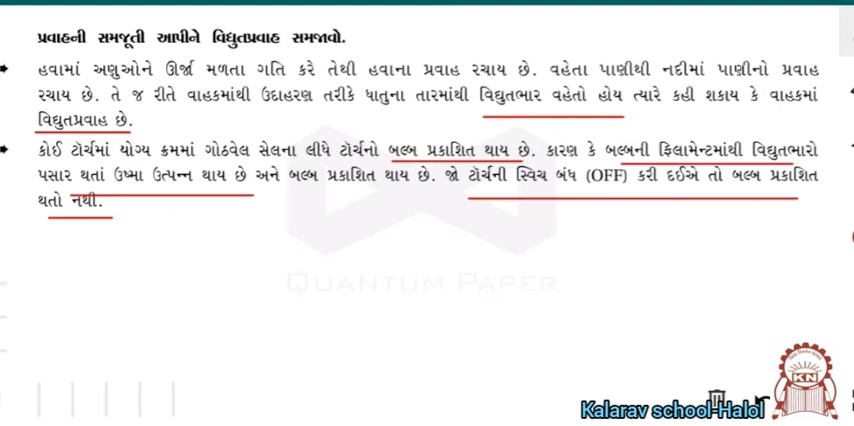 પ્રવાહની સમજૂતી આપીને વિદ્યુતપ્રવાહ સમજાવો.
હવામાં અણુઓને ઊર્જા મળતા ગતિ કરે તેથી હવાના પ્રવાહ રચાય છે. વહેતા પાણીથી નદીમાં પાણીનો પ્રવાહ
રચાય છે. તે જ રીતે વાહકમાંથી ઉદાહરણ તરીકે ધાતુના તારમાંથી વિદ્યુતભાર વહેતો હોય ત્યારે કહી શકાય કે વાહકમાં
વિદ્યુતપ્રવાહ છે.
કોઈ ટૉર્ચમાં યોગ્ય ક્રમમાં ગોઠવેલ સેલના લીધે ટૉર્ચનો બલ્બ પ્રકાશિત થાય છે. કારણ કે બલ્બની ફિલામેન્ટમાંથી વિદ્યુતભારો
પસાર થતાં ઉષ્મા ઉત્પન્ન થાય છે અને બલ્બ પ્રકાશિત થાય છે. જો ટૉર્ચની સ્વિચ બંધ (OFF) કરી દઈએ તો બલ્બ પ્રકાશિત
થતો નથી.
QUANTUM PAPER
KN
Kalarav school-Halol